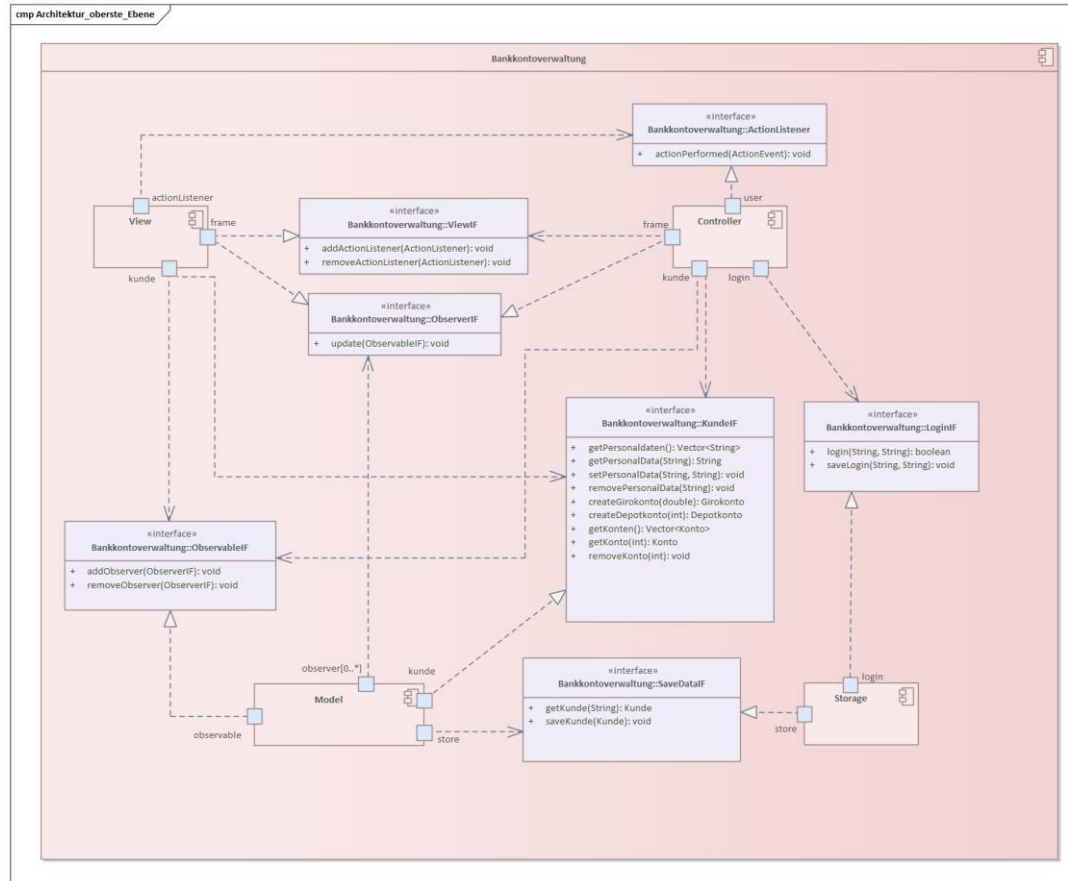 cmp Architektur_oberste_Ebene
Bankkontoverwaltung
«interface»
Bankkontoverwaltung::ActionListener
+ actionPerformed(ActionEvent): void
actionListener
View
frame
kunde
«interface»
Bankkontoverwaltung::ViewIF
+ addActionListener(ActionListener): void
+ removeActionListener(ActionListener): void
user
Controller
frame
kunde
login
«interface»
Bankkontoverwaltung::ObserverIF
+ update(ObservableIF): void
«interface»
Bankkontoverwaltung::KundeIF
+ getPersonaldaten(): Vector<String>
+ getPersonalData(String): String
+ setPersonalData(String, String): void
+ removePersonalData(String): void
+ createGirokonto(double): Girokonto
+ createDepotkonto(int): Depotkonto
+ getKonten(): Vector<Konto>
+ getKonto(int): Konto
+ removeKonto(int): void
«interface»
Bankkontoverwaltung::LoginIF
+ login(String, String): boolean
+ saveLogin(String, String): void
«interface»
Bankkontoverwaltung::ObservableIF
+ addObserver(ObserverIF): void
+ removeObserver(ObserverIF): void
observer[0..*]
kunde
Model
observable
store
«interface»
Bankkontoverwaltung::SaveDataIF
+ getKunde(String): Kunde
+ saveKunde(Kunde): void
login
Storage
store